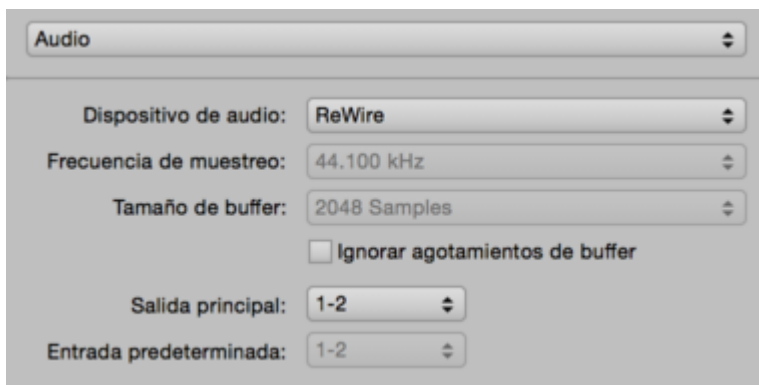 Audio
Dispositivo de audio: ReWire
Frecuencia de muestreo: 44.100 kHz
Tamaño de buffer: 2048 Samples
Ignorar agotamientos de buffer
Salida principal: 1-2
Entrada predeterminada: 1-2